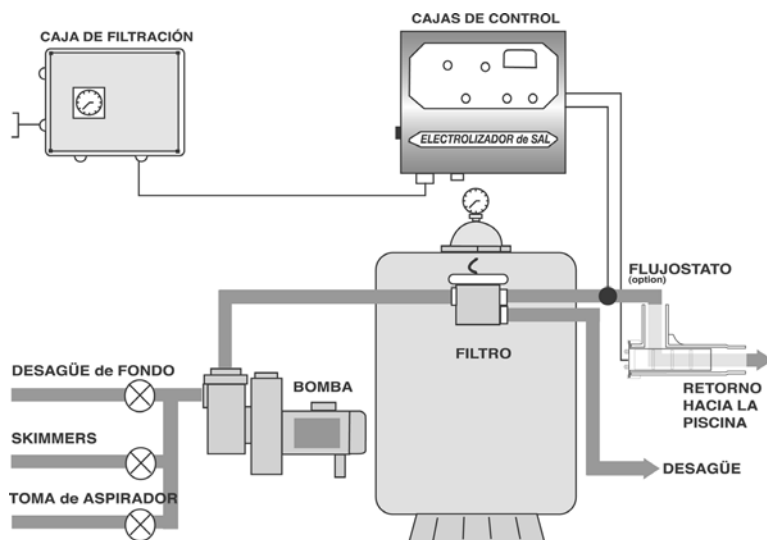 CAJAS DE CONTROL
CAJA DE FILTRACIÓN
ELECTROLIZADOR de SAL
FLUJOSTATO
(option)
FILTRO
DESAGÜE de FONDO
BOMBA
RETORNO
HACIA LA
PISCINA
SKIMMERS
DESAGÜE
TOMA de ASPIRADOR